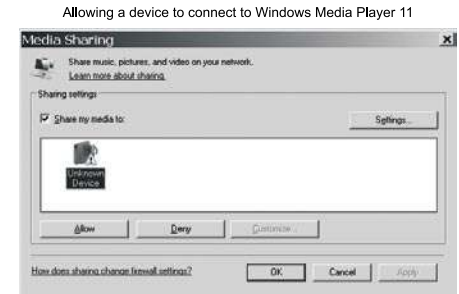 Allowing a device to connect to Windows Media Player 11
Media Sharing
Share music, pictures, and video on your network.
Learn more about sharing.
Sharing settings
Share my media to:
Settings...
Unknown
Device
Allow
Deny
Customize...
How does sharing change firewall settings?
OK
Cancel
Apply